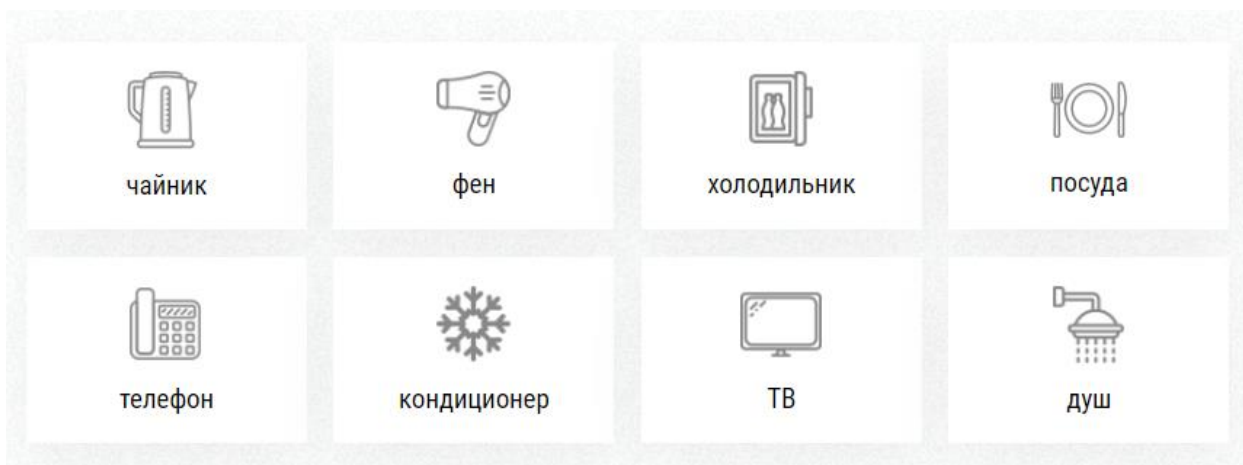 чайник
фен
холодильник
посуда
телефон
кондиционер
ТВ
душ